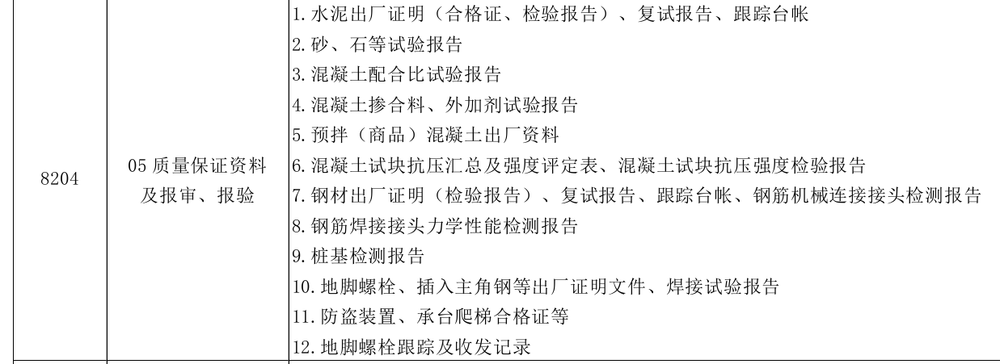 8204
05 质量保证资料
及报审、报验
1. 水泥出厂证明（合格证、检验报告）、复试报告、跟踪台帐
2. 砂、石等试验报告
3. 混凝土配合比试验报告
4. 混凝土掺合料、外加剂试验报告
5. 预拌（商品）混凝土出厂资料
6. 混凝土试块抗压汇总及强度评定表、混凝土试块抗压强度检验报告
7. 钢材出厂证明（检验报告）、复试报告、跟踪台帐、钢筋机械连接接头检测报告
8. 钢筋焊接接头力学性能检测报告
9. 桩基检测报告
10. 地脚螺栓、插入主角钢等出厂证明文件、焊接试验报告
11. 防盗装置、承台爬梯合格证等
12. 地脚螺栓跟踪及收发记录